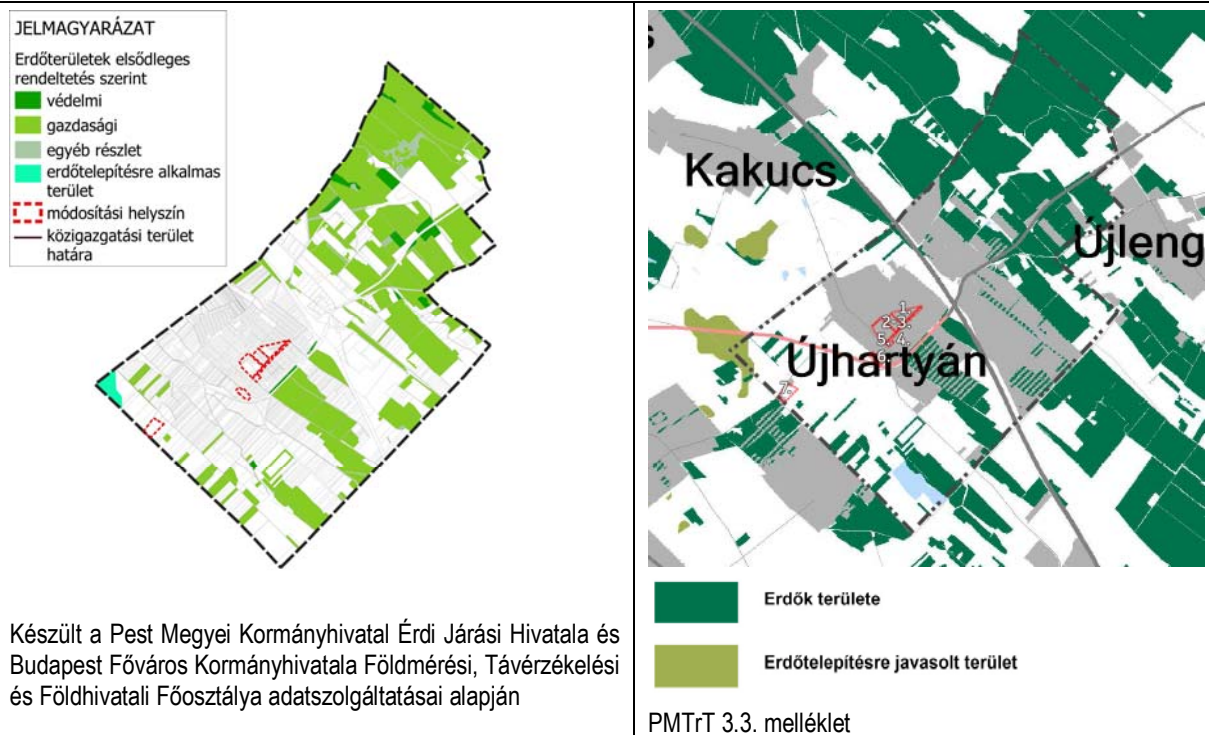 JELMAGYARÁZAT
Erdőterületek elsődleges
rendeltetés szerint
védelmi
gazdasági
egyéb részlet
erdőtelepítésre alkalmas
terület
módosítási helyszín
közigazgatási terület
határa
Készült a Pest Megyei Kormányhivatal Érdi Járási Hivatala és
Budapest Főváros Kormányhivatala Földmérési, Távérzékelési
és Földhivatali Főosztálya adatszolgáltatásai alapján
s
Kakucs
Újleng
1.
2.3.
5. 4.
6.
Újhartyán
7.
Erdők területe
Erdőtelepítésre javasolt terület
PMTrT 3.3. melléklet